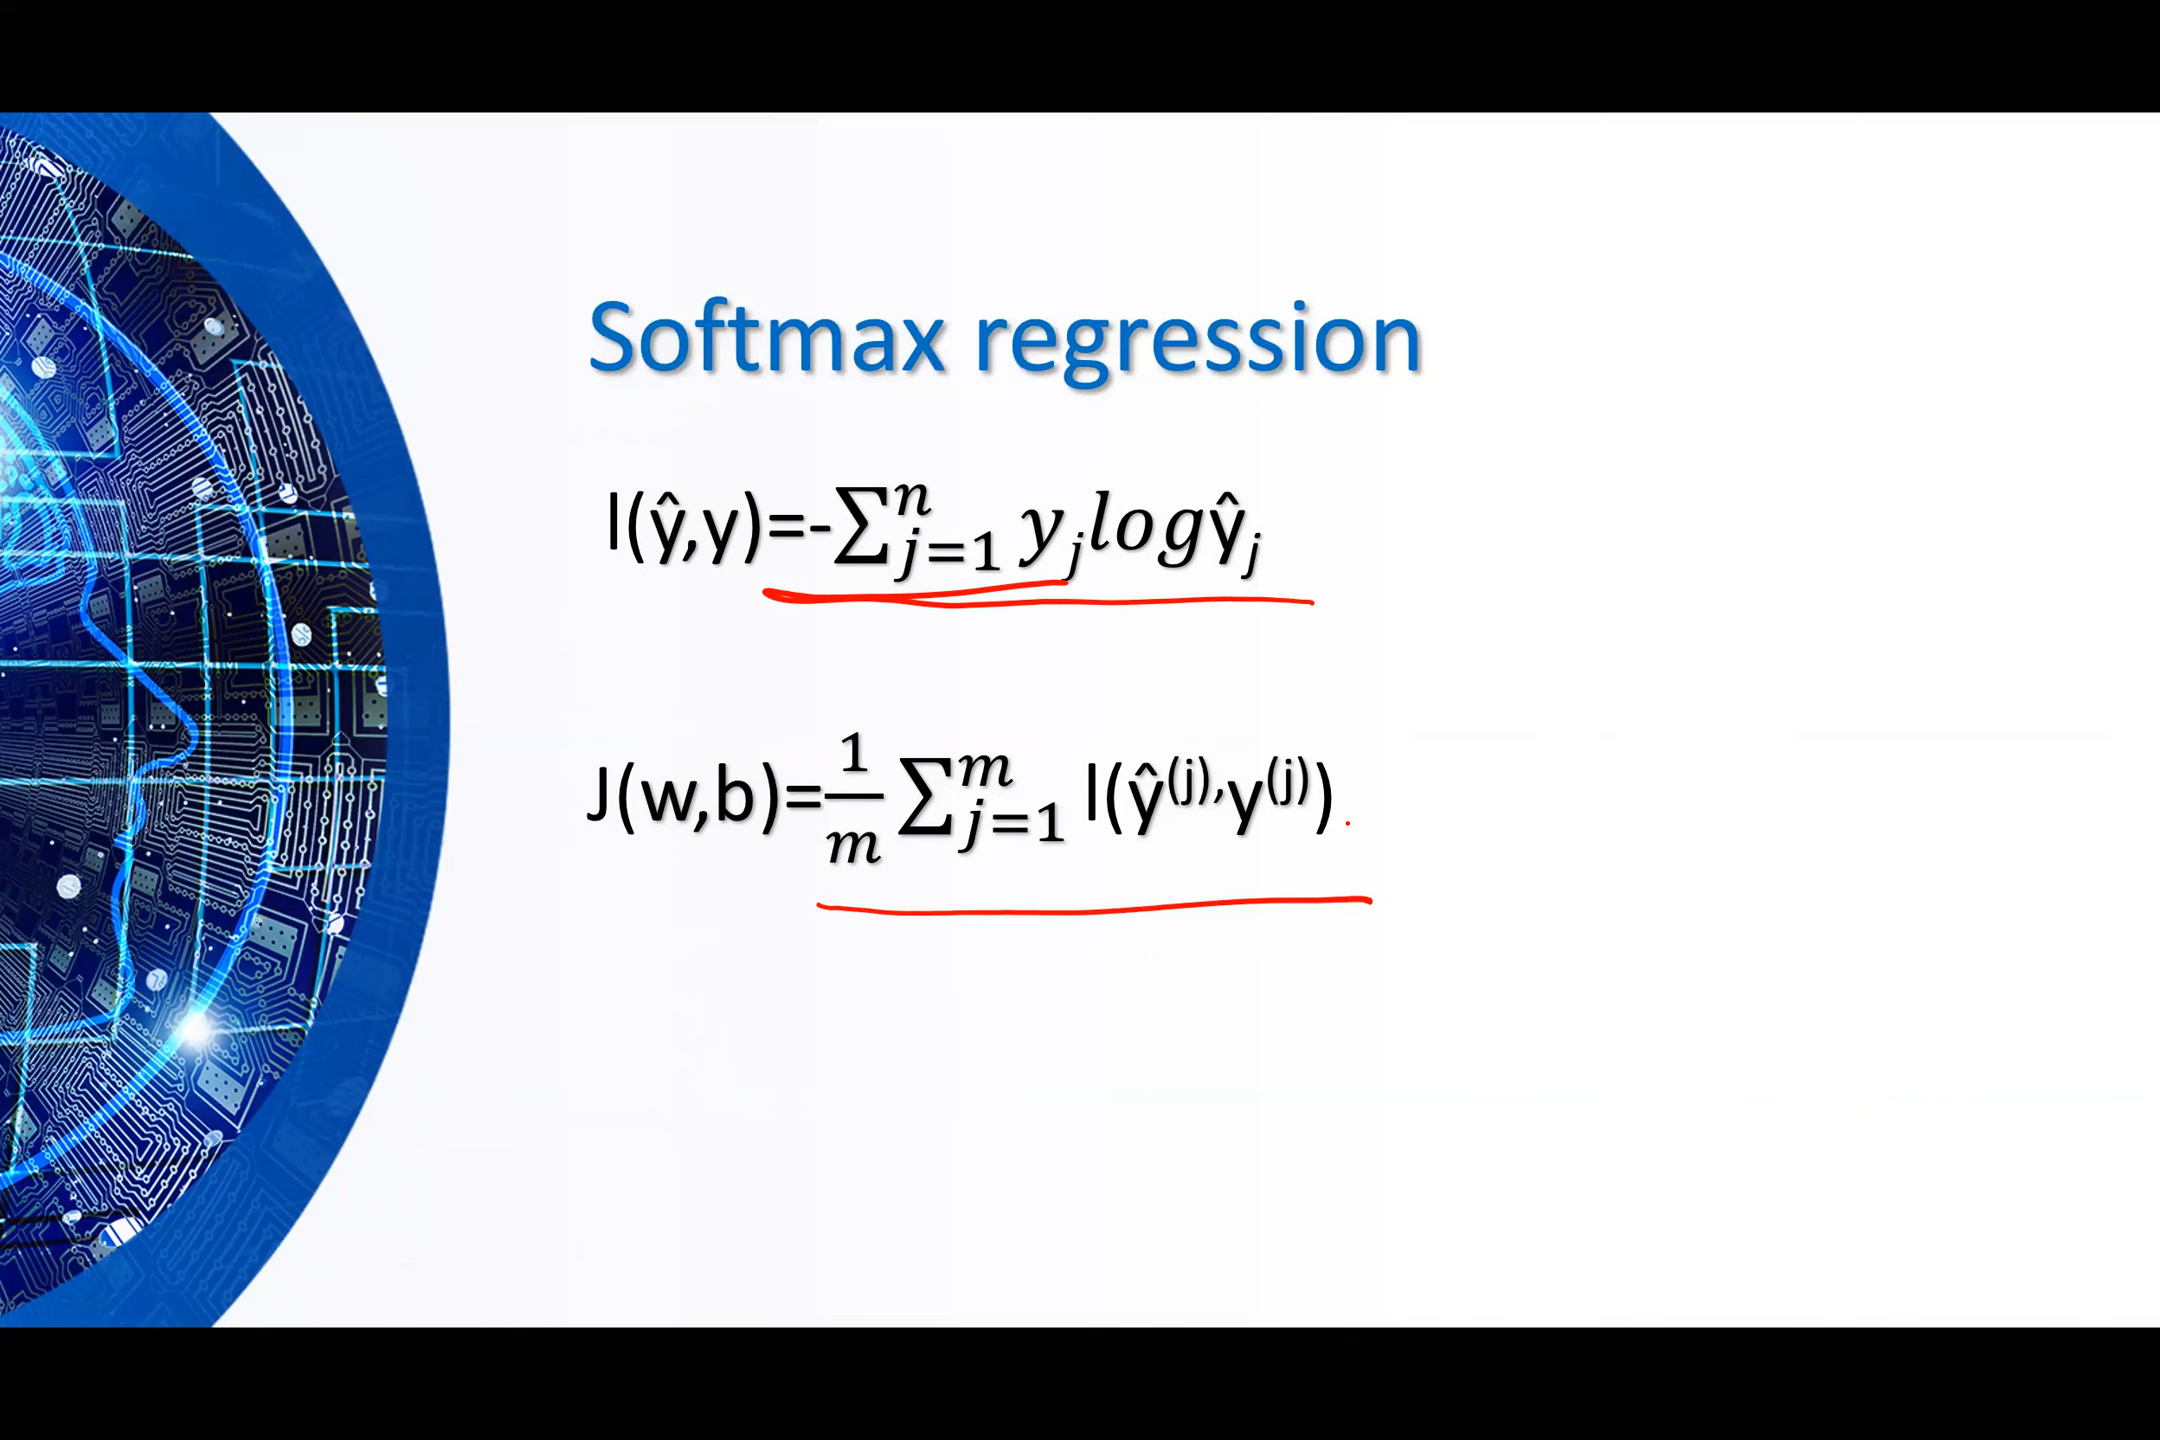 Softmax regression
l(ŷ,y)=-∑ⁿⱼ₌₁ yⱼlogŷⱼ
J(w,b)=1/m ∑ᵐⱼ₌₁ l(ŷ⁽ʲ⁾,y⁽ʲ⁾)